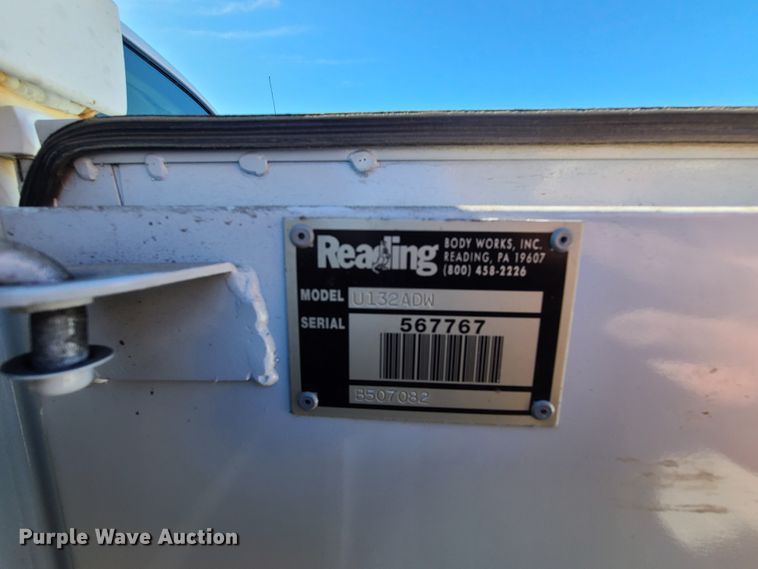 Reading
BODY WORKS, INC.
READING, PA 19607
(800) 458-2226
MODEL U132ADW
SERIAL 567767
B507082
Purple Wave Auction